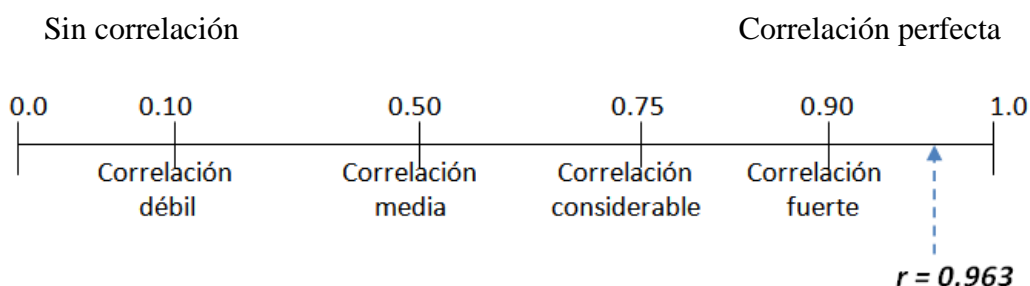 Sin correlación Correlación perfecta
0.0 0.10 0.50 0.75 0.90 1.0
Correlación débil
Correlación media
Correlación considerable
Correlación fuerte
r = 0.963